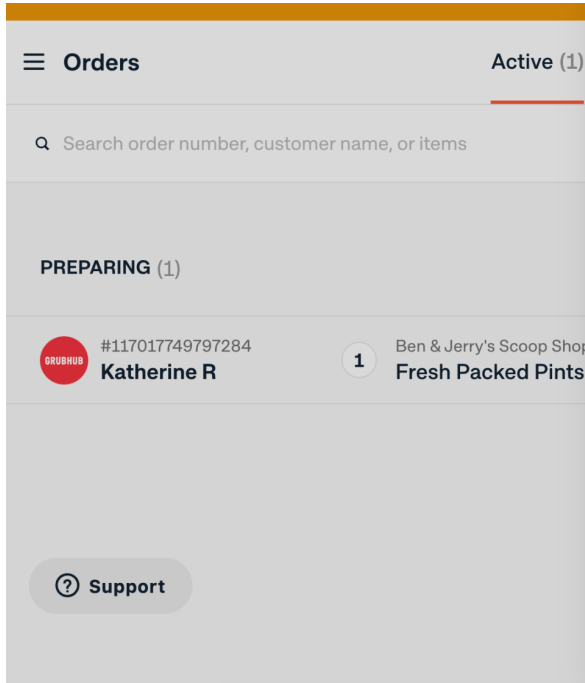 Orders
Active (1)
Search order number, customer name, or items
PREPARING (1)
GRUBHUB
#117017749797284
Katherine R
1
Ben & Jerry's Scoop Shop
Fresh Packed Pints
Support